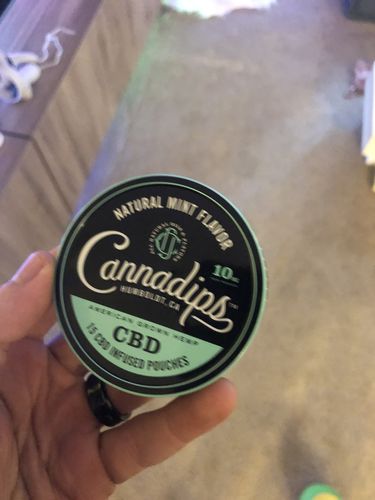 NATURAL MINT FLAVOR
10
Cannadips
HUMBOLDT, CA
AMERICAN GROWN HEMP
CBD
15 CBD INFUSED POUCHES